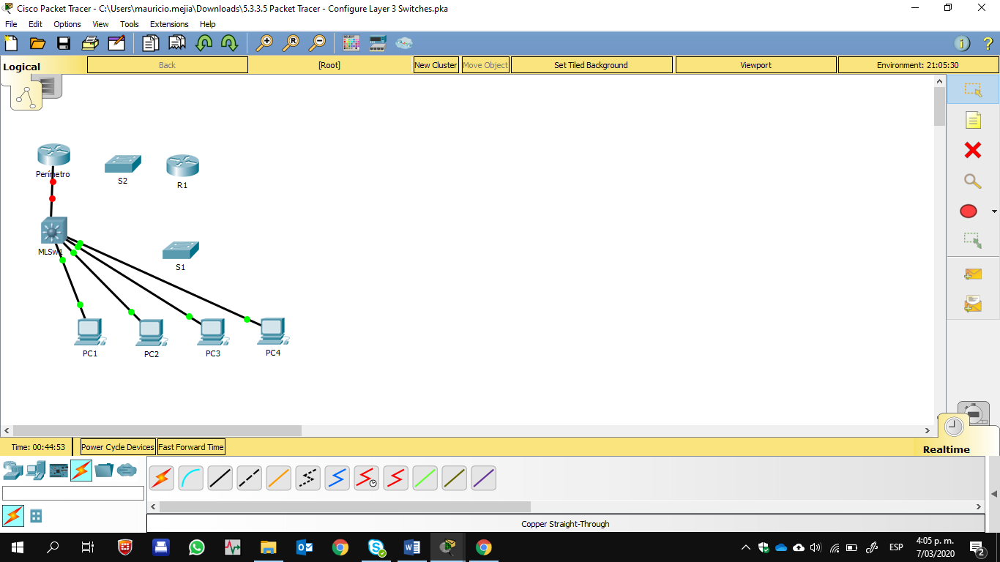 Cisco Packet Tracer - C:\Users\mauricio.mejia\Downloads\5.3.3.5 Packet Tracer - Configure Layer 3 Switches.pka
File Edit Options View Tools Extensions Help
Logical Back [Root] New Cluster Move Object Set Tiled Background Viewport Environment: 21:05:30
Perímetro
S2
R1
MLSw1
S1
PC1
PC2
PC3
PC4
Time: 00:44:53 Power Cycle Devices Fast Forward Time
Realtime
Copper Straight-Through
ESP
4:05 p. m.
7/03/2020
2